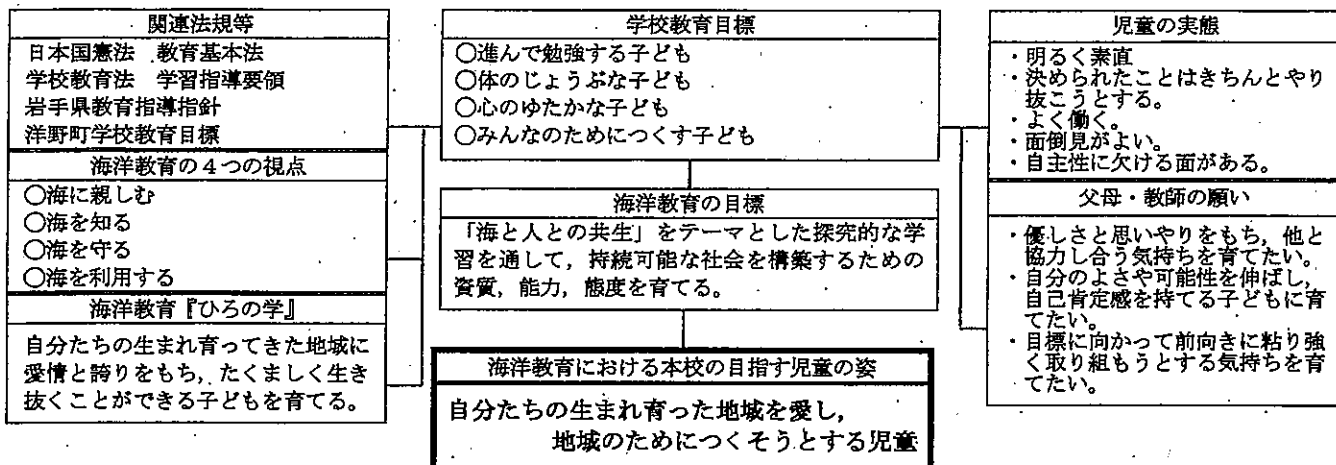 関連法規等
日本国憲法　教育基本法
学校教育法　学習指導要領
岩手県教育指導指針
洋野町学校教育目標
海洋教育の４つの視点
○海に親しむ
○海を知る
○海を守る
○海を利用する
海洋教育『ひろの学』
自分たちの生まれ育ってきた地域に
愛情と誇りをもち，たくましく生き
抜くことができる子どもを育てる。
学校教育目標
○進んで勉強する子ども
○体のじょうぶな子ども
○心のゆたかな子ども
○みんなのためにつくす子ども
海洋教育の目標
「海と人との共生」をテーマとした探究的な学
習を通して，持続可能な社会を構築するための
資質，能力，態度を育てる。
海洋教育における本校の目指す児童の姿
自分たちの生まれ育った地域を愛し，
地域のためにつくそうとする児童
児童の実態
・明るく素直
・決められたことはきちんとやり
抜こうとする。
・よく働く。
・面倒見がよい。
・自主性に欠ける面がある。
父母・教師の願い
・優しさと思いやりをもち，他と
協力し合う気持ちを育てたい。
・自分のよさや可能性を伸ばし，
自己肯定感を持てる子どもに育
てたい。
・目標に向かって前向きに粘り強
く取り組もうとする気持ちを育
てたい。